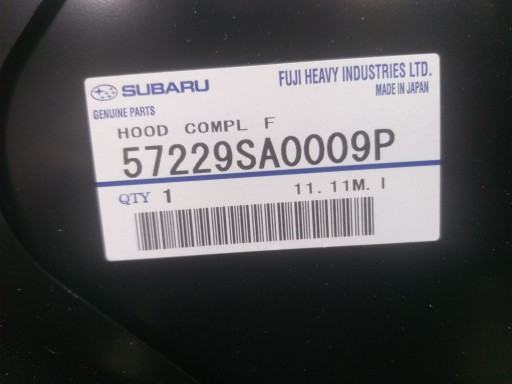 SUBARU
FUJI HEAVY INDUSTRIES LTD.
GENUINE PARTS
MADE IN JAPAN
HOOD COMPL F
57229SA0009P
QTY 1
11. 11M. I